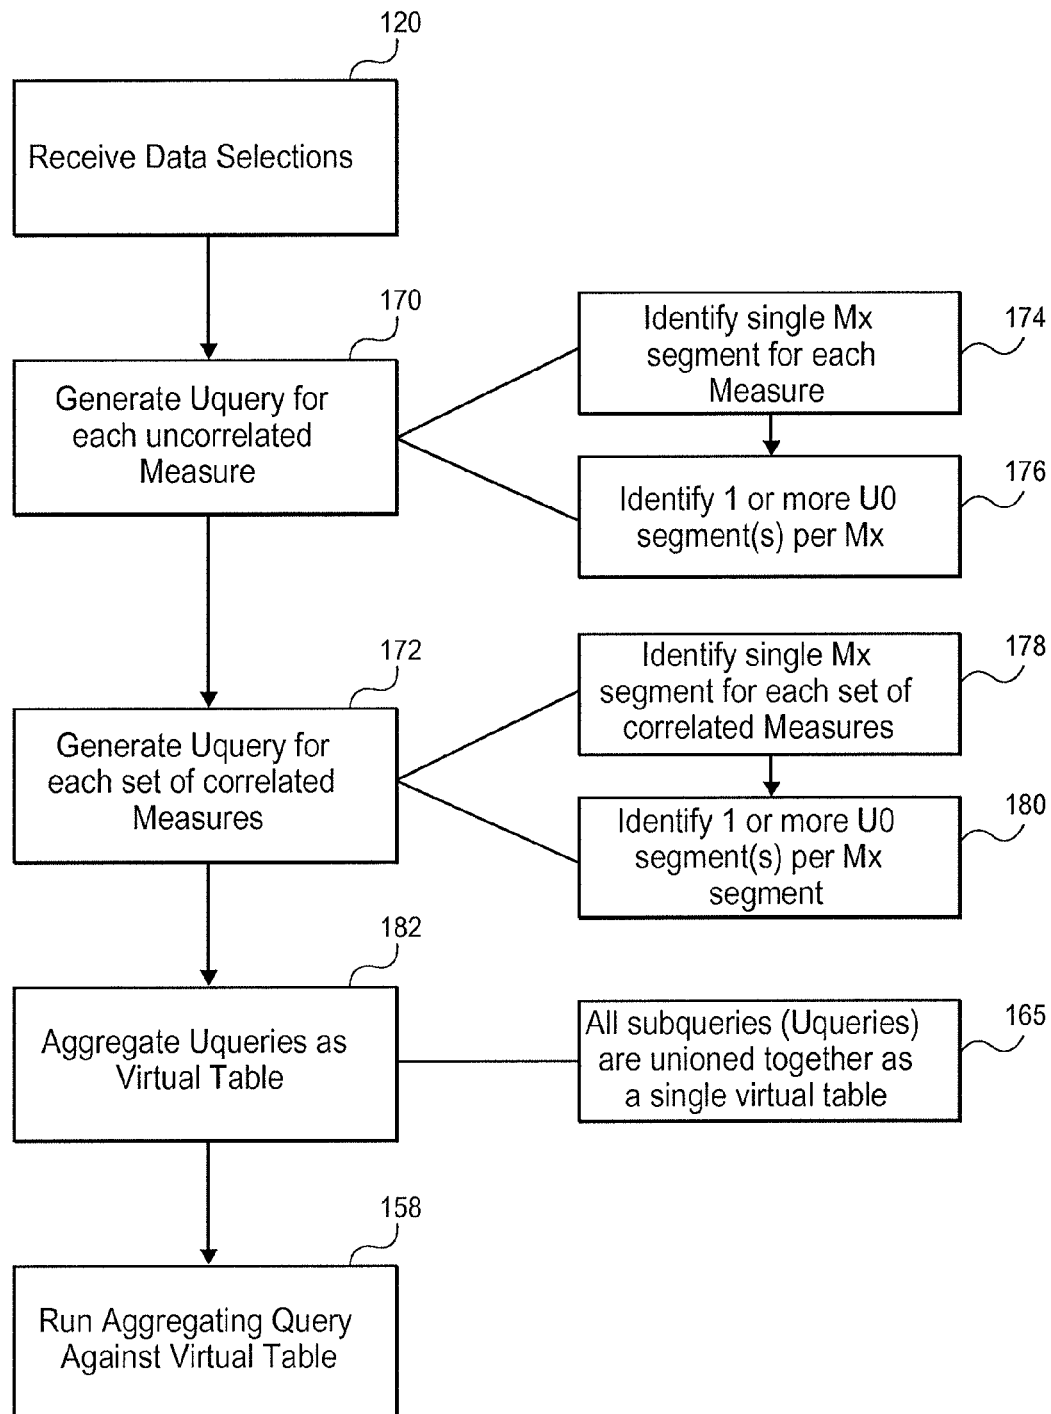 120
Receive Data Selections
170
Generate Uquery for
each uncorrelated
Measure
Identify single Mx
segment for each
Measure
174
Identify 1 or more U0
segment(s) per Mx
176
172
Generate Uquery for
each set of correlated
Measures
Identify single Mx
segment for each set of
correlated Measures
178
Identify 1 or more U0
segment(s) per Mx
segment
180
182
Aggregate Uqueries as
Virtual Table
All subqueries (Uqueries)
are unioned together as
a single virtual table
165
158
Run Aggregating Query
Against Virtual Table